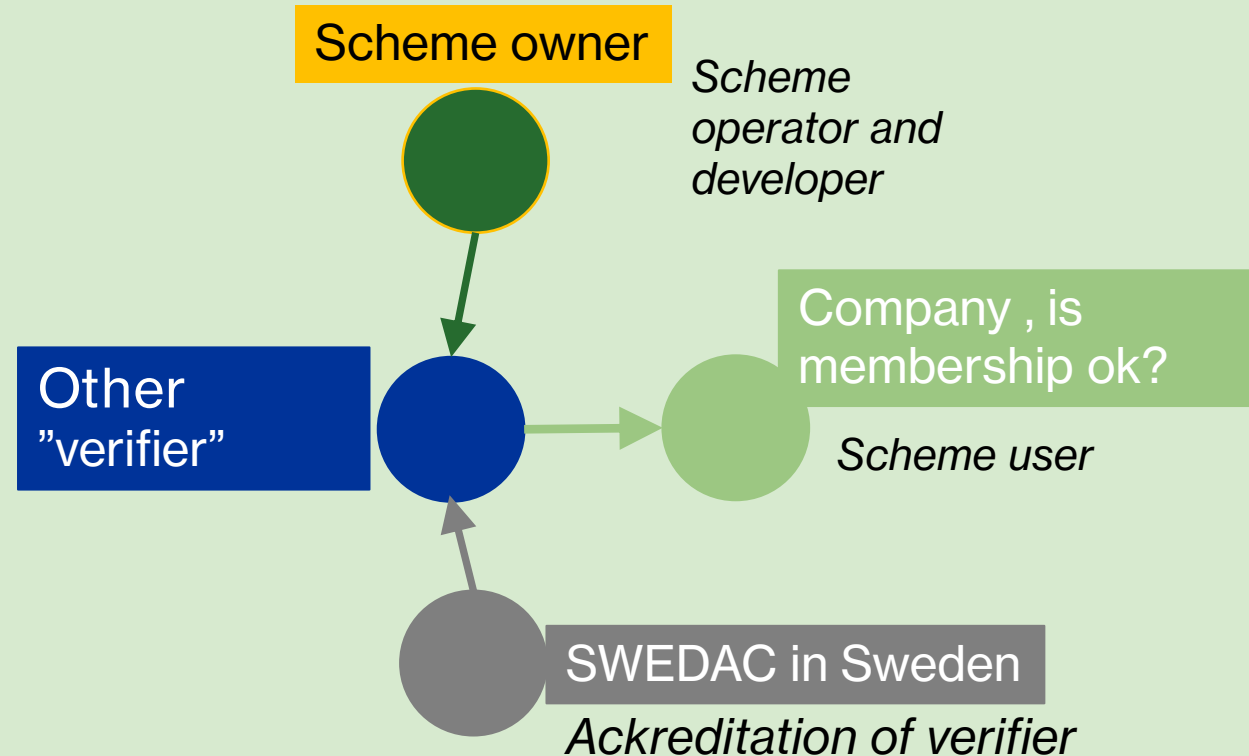 Scheme owner
Scheme
operator and
developer
Company , is
membership ok?
Other
”verifier”
Scheme user
SWEDAC in Sweden
Ackreditation of verifier